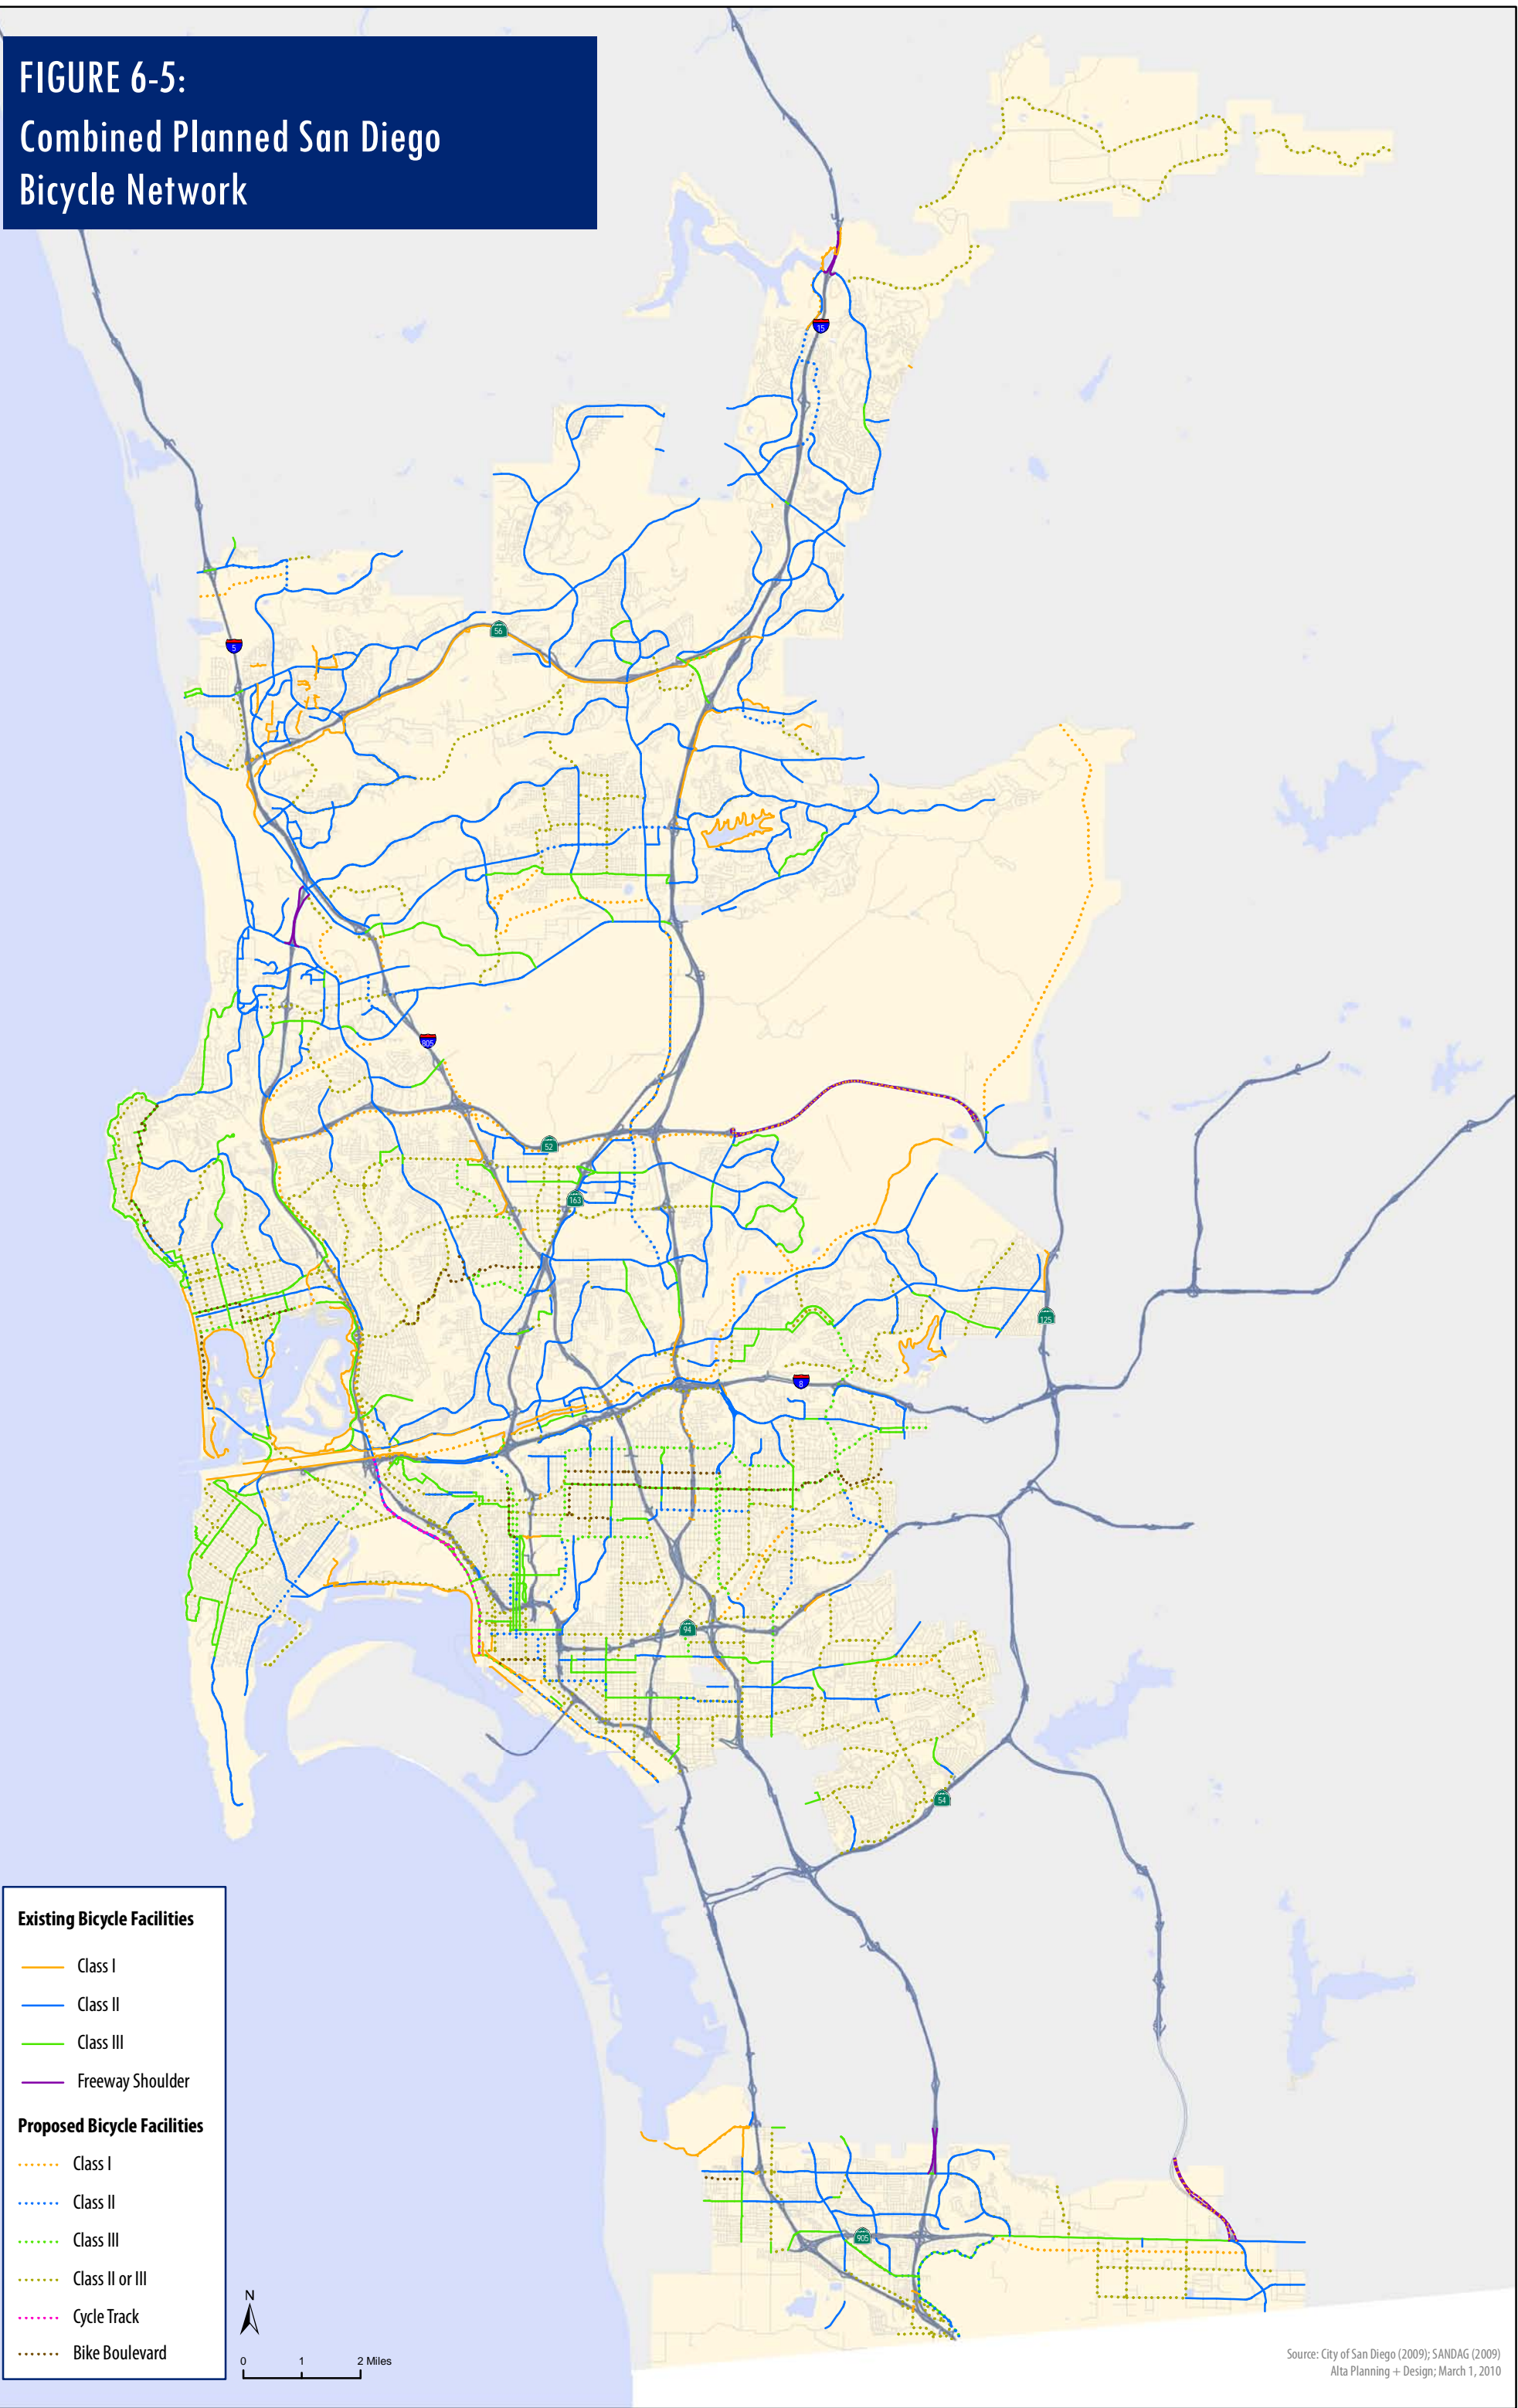 FIGURE 6-5:
Combined Planned San Diego
Bicycle Network
15
56
5
805
52
163
125
8
94
54
905
Existing Bicycle Facilities
Class I
Class II
Class III
Freeway Shoulder
Proposed Bicycle Facilities
Class I
Class II
Class III
Class II or III
Cycle Track
Bike Boulevard
N
0 1 2 Miles
Source: City of San Diego (2009); SANDAG (2009)
Alta Planning + Design; March 1, 2010